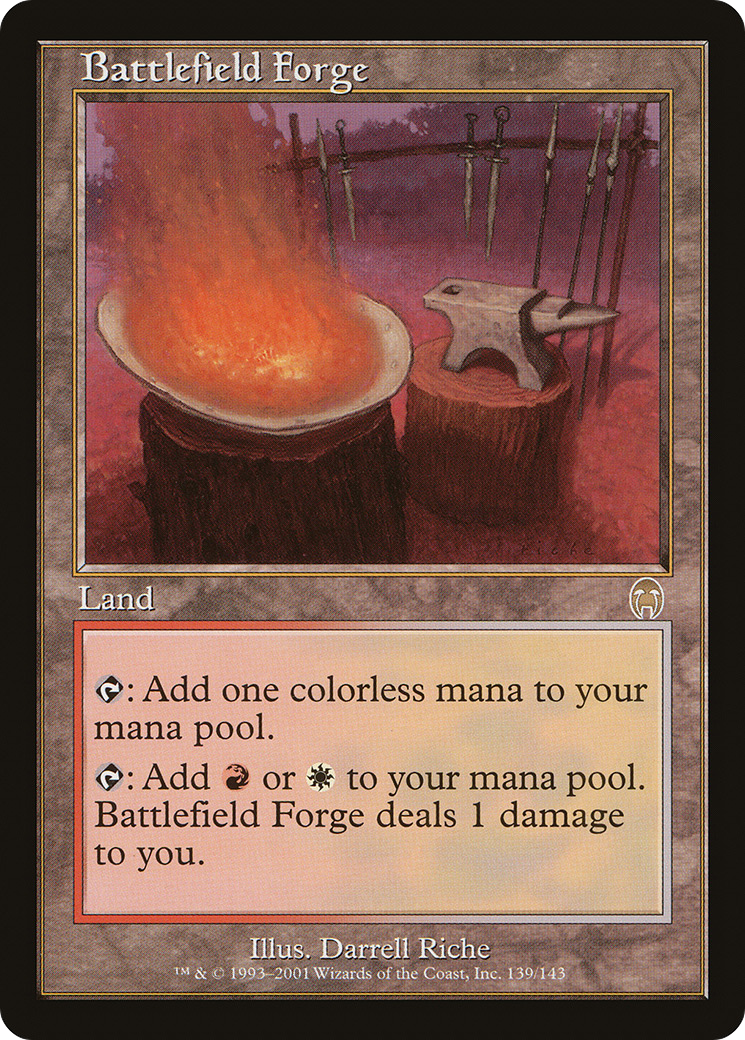 Battlefield Forge
Riche
Land
: Add one colorless mana to your
mana pool.
: Add or to your mana pool.
Battlefield Forge deals 1 damage
to you.
Illus. Darrell Riche
™ & © 1993–2001 Wizards of the Coast, Inc. 139/143